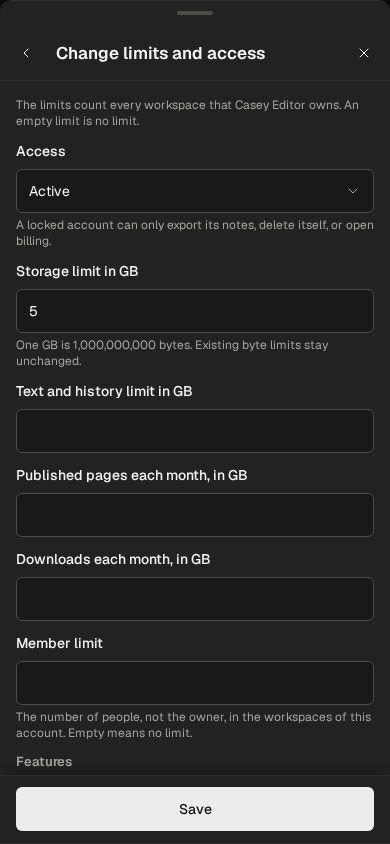 Change limits and access
The limits count every workspace that Casey Editor owns. An
empty limit is no limit.
Access
Active
A locked account can only export its notes, delete itself, or open
billing.
Storage limit in GB
5
One GB is 1,000,000,000 bytes. Existing byte limits stay
unchanged.
Text and history limit in GB
Published pages each month, in GB
Downloads each month, in GB
Member limit
The number of people, not the owner, in the workspaces of this
account. Empty means no limit.
Features
Save